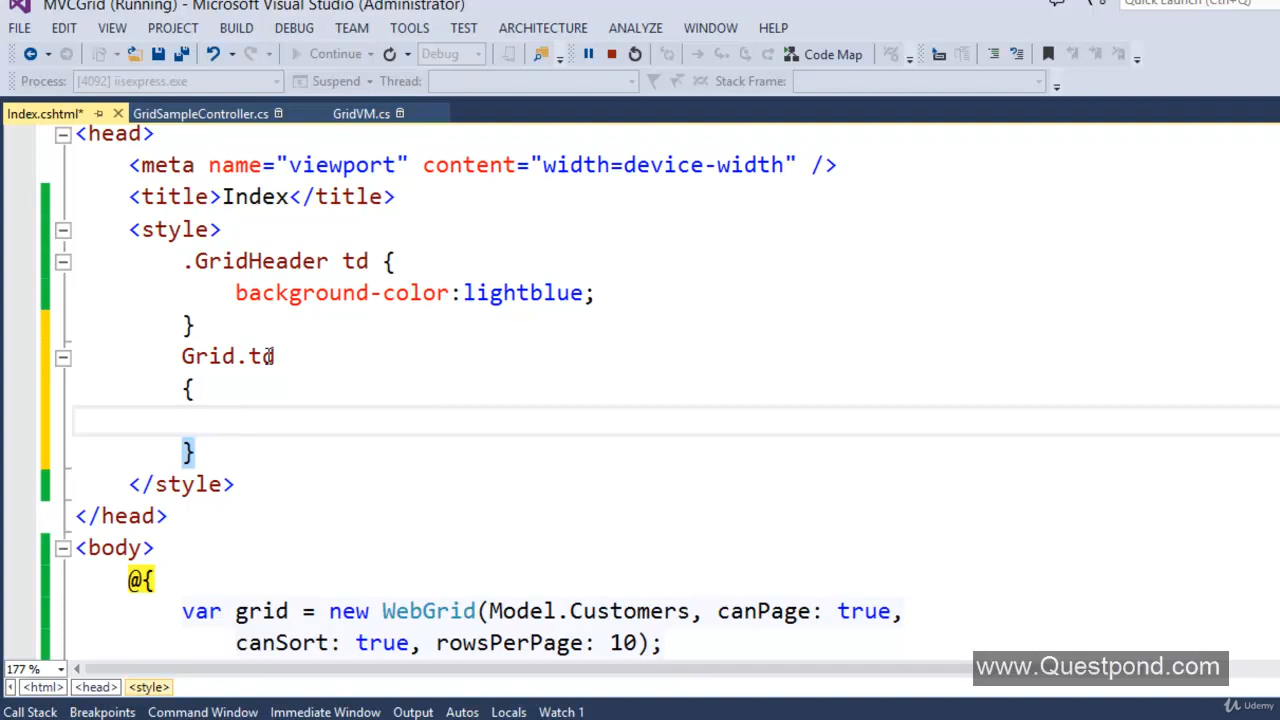 MVCGrid (Running) - Microsoft Visual Studio (Administrator)
Quick Launch (Ctrl+Q)
FILE EDIT VIEW PROJECT BUILD DEBUG TEAM TOOLS TEST ARCHITECTURE ANALYZE WINDOW HELP
Continue Debug Code Map
Process: [4092] iisexpress.exe Suspend Thread: Stack Frame:
Index.cshtml* GridSampleController.cs GridVM.cs
<head>
<meta name="viewport" content="width=device-width" />
<title>Index</title>
<style>
.GridHeader td {
background-color:lightblue;
}
Grid.td
{
}
</style>
</head>
<body>
@{
var grid = new WebGrid(Model.Customers, canPage: true,
canSort: true, rowsPerPage: 10);
177 %
www.Questpond.com
<html> <head> <style>
Call Stack Breakpoints Command Window Immediate Window Output Autos Locals Watch 1
Udemy